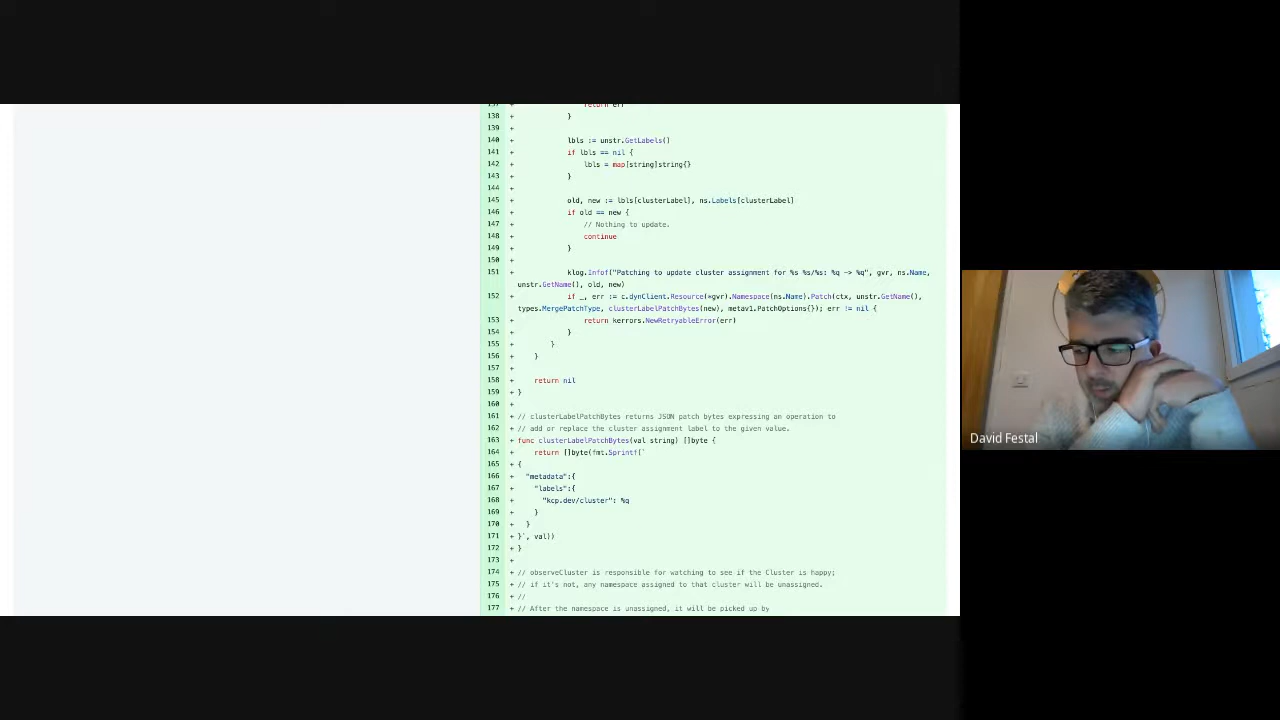 137 + return err
138 + }
139 +
140 + lbls := unstr.GetLabels()
141 + if lbls == nil {
142 + lbls = map[string]string{}
143 + }
144 +
145 + old, new := lbls[clusterLabel], ns.Labels[clusterLabel]
146 + if old == new {
147 + // Nothing to update.
148 + continue
149 + }
150 +
151 + klog.Infof("Patching to update cluster assignment for %s %s/%s: %q -> %q", gvr, ns.Name,
unstr.GetName(), old, new)
152 + if _, err := c.dynClient.Resource(*gvr).Namespace(ns.Name).Patch(ctx, unstr.GetName(),
types.MergePatchType, clusterLabelPatchBytes(new), metav1.PatchOptions{}); err != nil {
153 + return kerrors.NewRetryableError(err)
154 + }
155 + }
156 + }
157 +
158 + return nil
159 + }
160 +
161 + // clusterLabelPatchBytes returns JSON patch bytes expressing an operation to
162 + // add or replace the cluster assignment label to the given value.
163 + func clusterLabelPatchBytes(val string) []byte {
164 + return []byte(fmt.Sprintf(`
165 + {
166 + "metadata":{
167 + "labels":{
168 + "kcp.dev/cluster": %q
169 + }
170 + }
171 + }`, val))
172 + }
173 +
174 + // observeCluster is responsible for watching to see if the Cluster is happy;
175 + // if it's not, any namespace assigned to that cluster will be unassigned.
176 + //
177 + // After the namespace is unassigned, it will be picked up by
David Festal